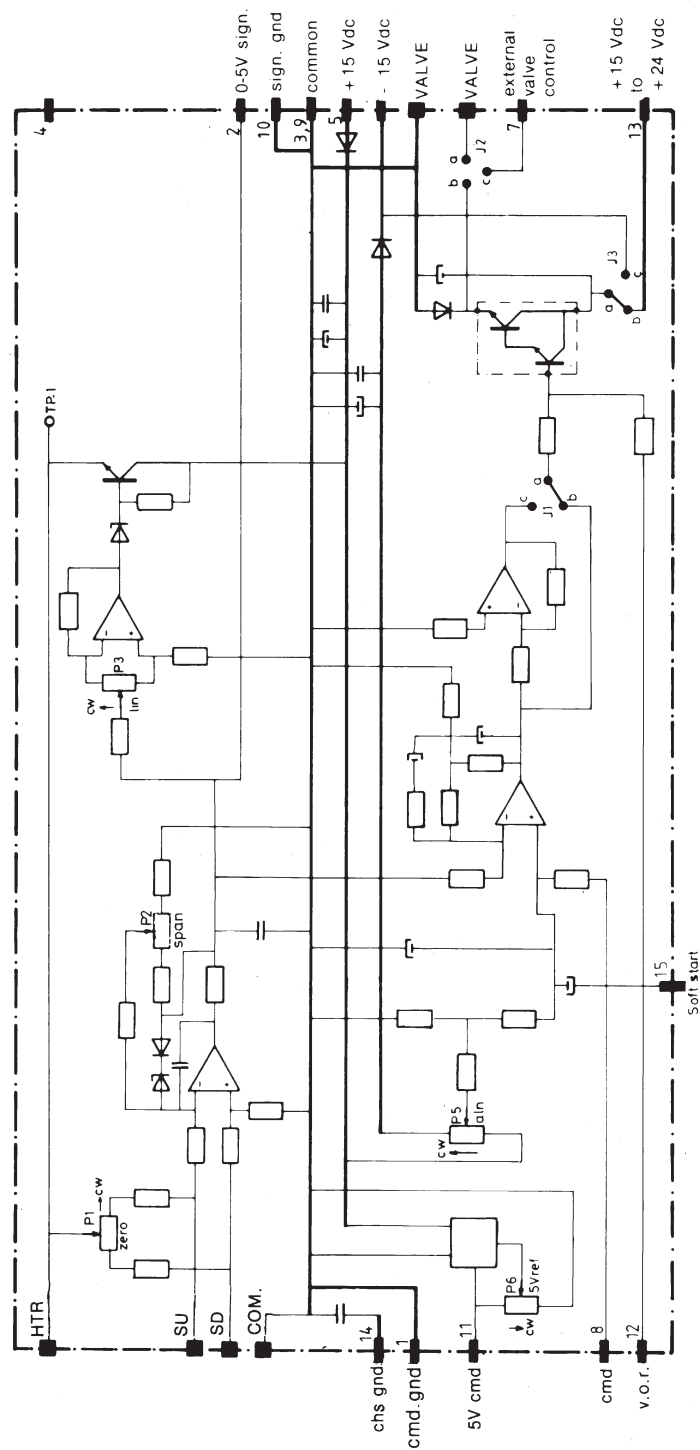 HTR
SU
SD
COM.
14
chs gnd
1
cmd. gnd
11
5V cmd
8
cmd
12
v.o.r.
P1
cw
zero
P2
span
P3
cw
lin
TP.1
P5
aln
cw
P6
5Vref
cw
J1
a
b
c
J2
a
b
c
J3
a
b
c
15
Soft start
4
2
0-5V sign.
10
sign. gnd
3,9
common
5
+15 Vdc
- 15 Vdc
VALVE
VALVE
7
external
valve
control
13
+15 Vdc
to
+ 24 Vdc